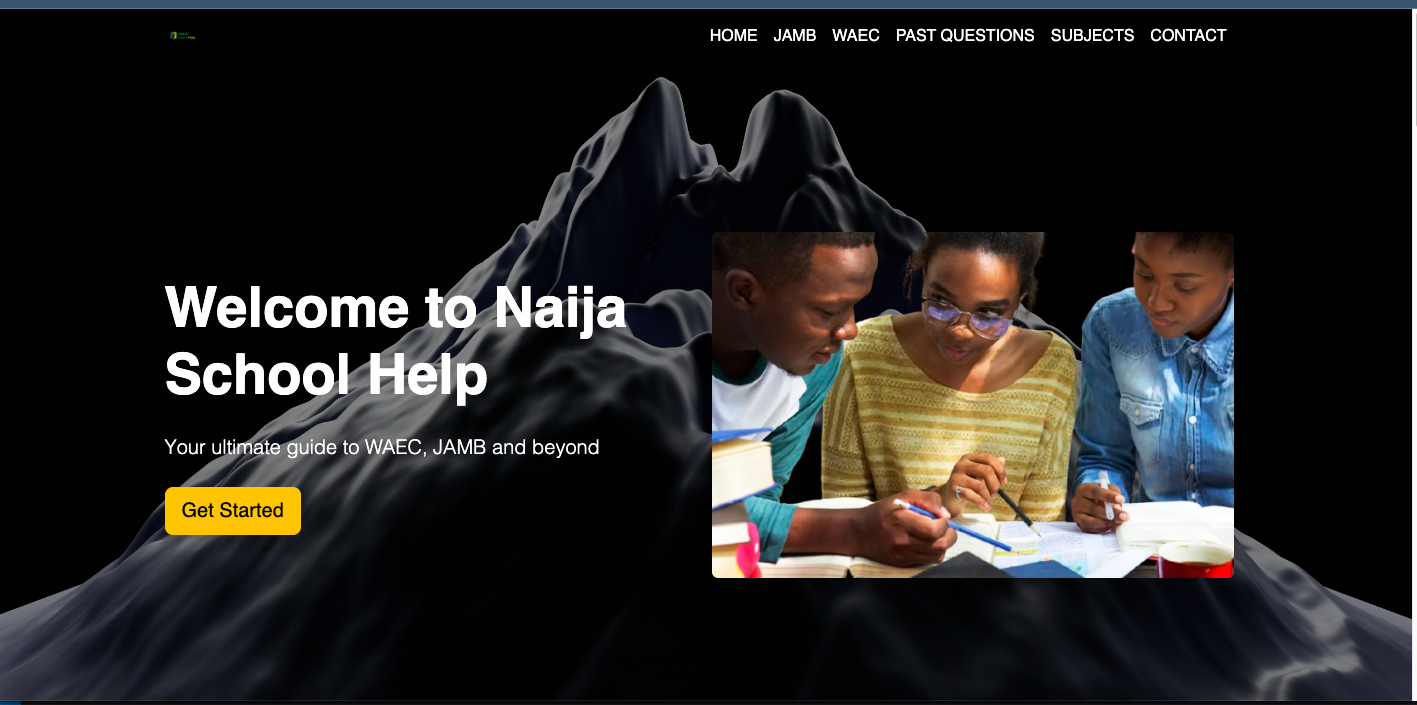 HOME JAMB WAEC PAST QUESTIONS SUBJECTS CONTACT
Welcome to Naija
School Help
Your ultimate guide to WAEC, JAMB and beyond
Get Started